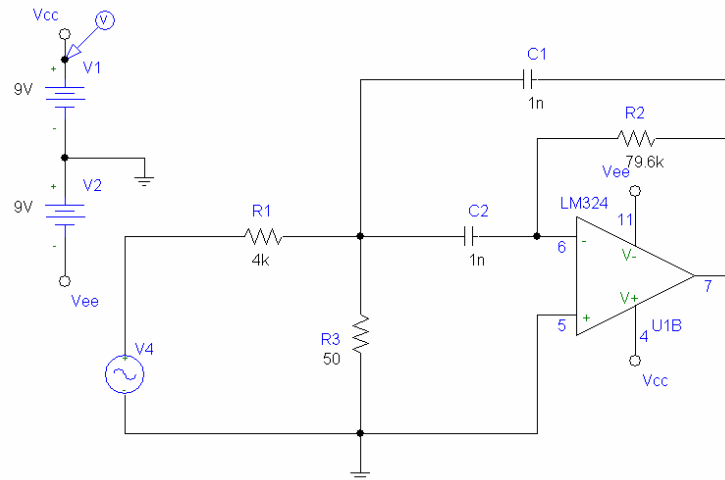 Vcc
V
V1
+
9V
-
V2
+
9V
-
Vee
C1
1n
R2
79.6k
Vee
LM324
11
R1
4k
C2
1n
6
-
V-
7
V+
5
+
U1B
4
Vcc
R3
50
V4
+
-